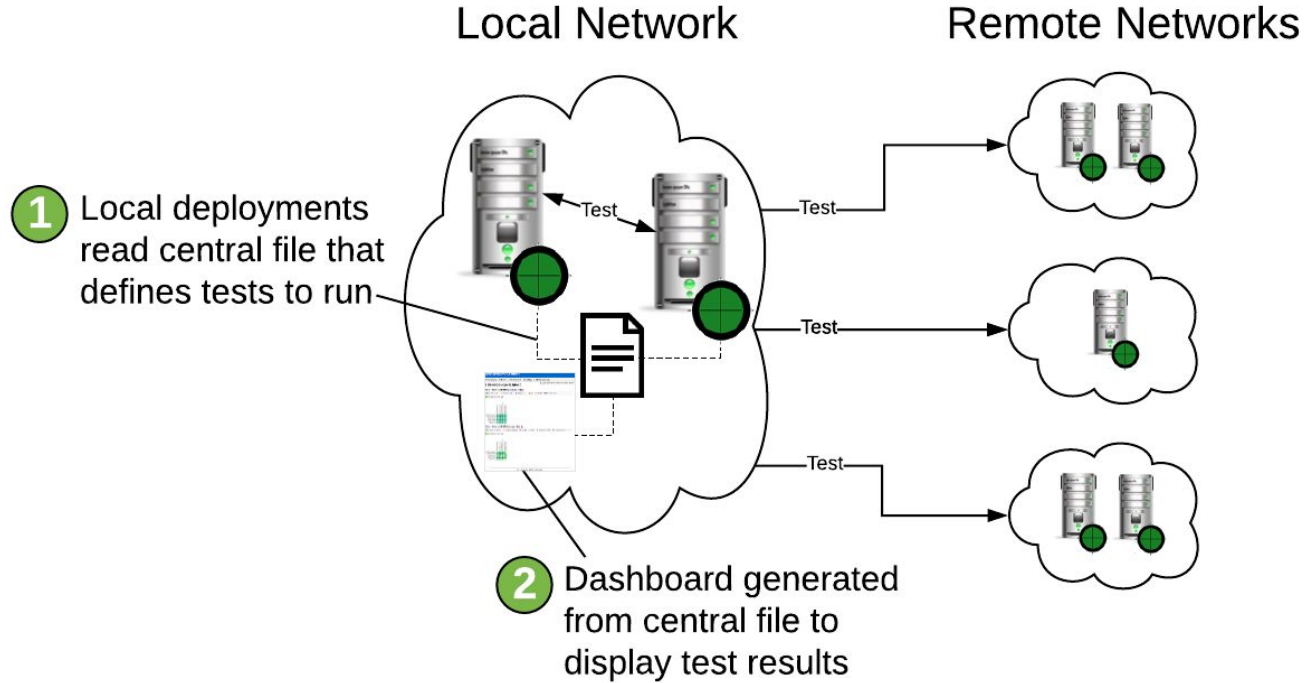 Local Network
Remote Networks
1
Local deployments
read central file that
defines tests to run
Test
Test
Test
Test
2
Dashboard generated
from central file to
display test results